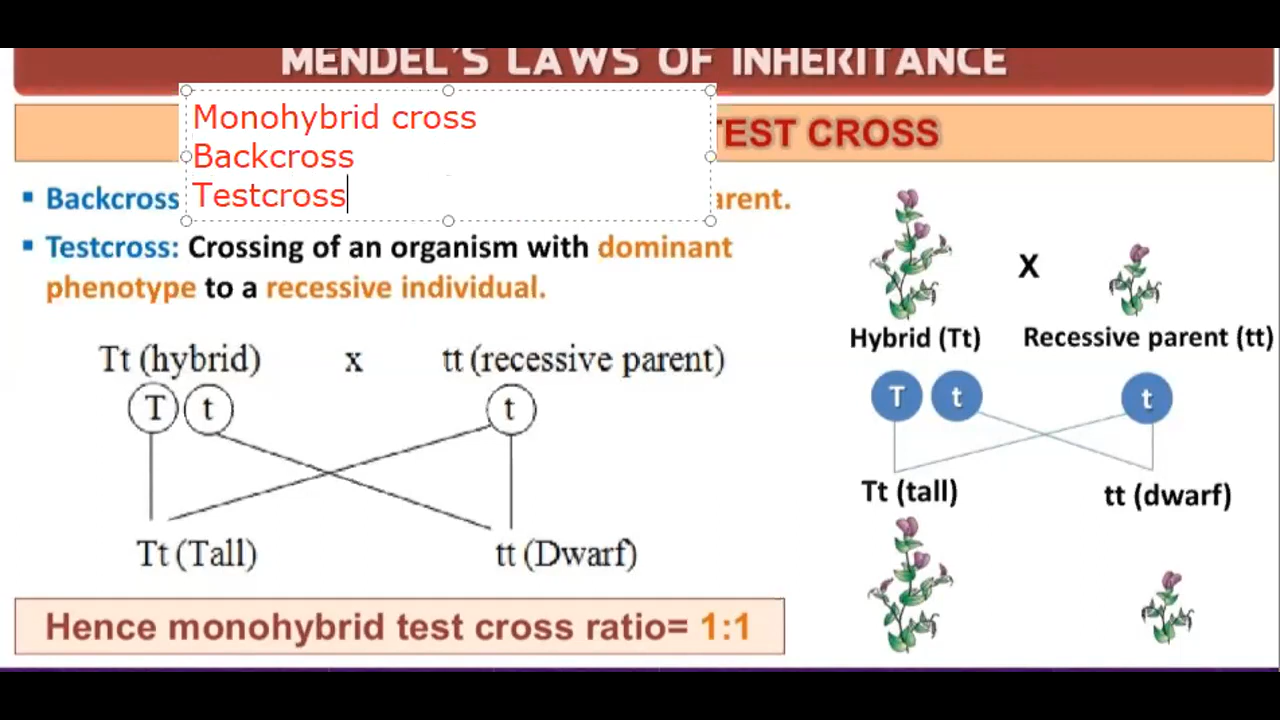 MENDEL'S LAWS OF INHERITANCE
Monohybrid cross
Backcross
Testcross
TEST CROSS
Backcross
arent.
Testcross: Crossing of an organism with dominant
phenotype to a recessive individual.
Tt (hybrid) x tt (recessive parent)
T t t
Tt (Tall) tt (Dwarf)
Hence monohybrid test cross ratio= 1:1
X
Hybrid (Tt) Recessive parent (tt)
T t t
Tt (tall) tt (dwarf)